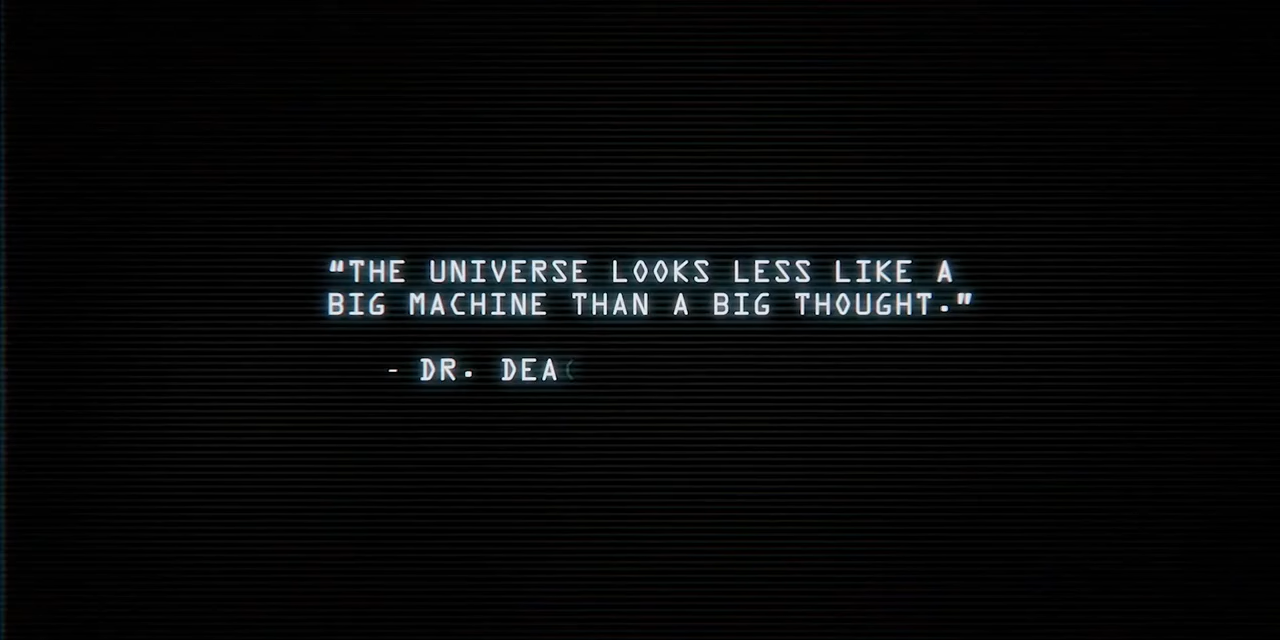 “THE UNIVERSE LOOKS LESS LIKE A
BIG MACHINE THAN A BIG THOUGHT.”
- DR. DEA